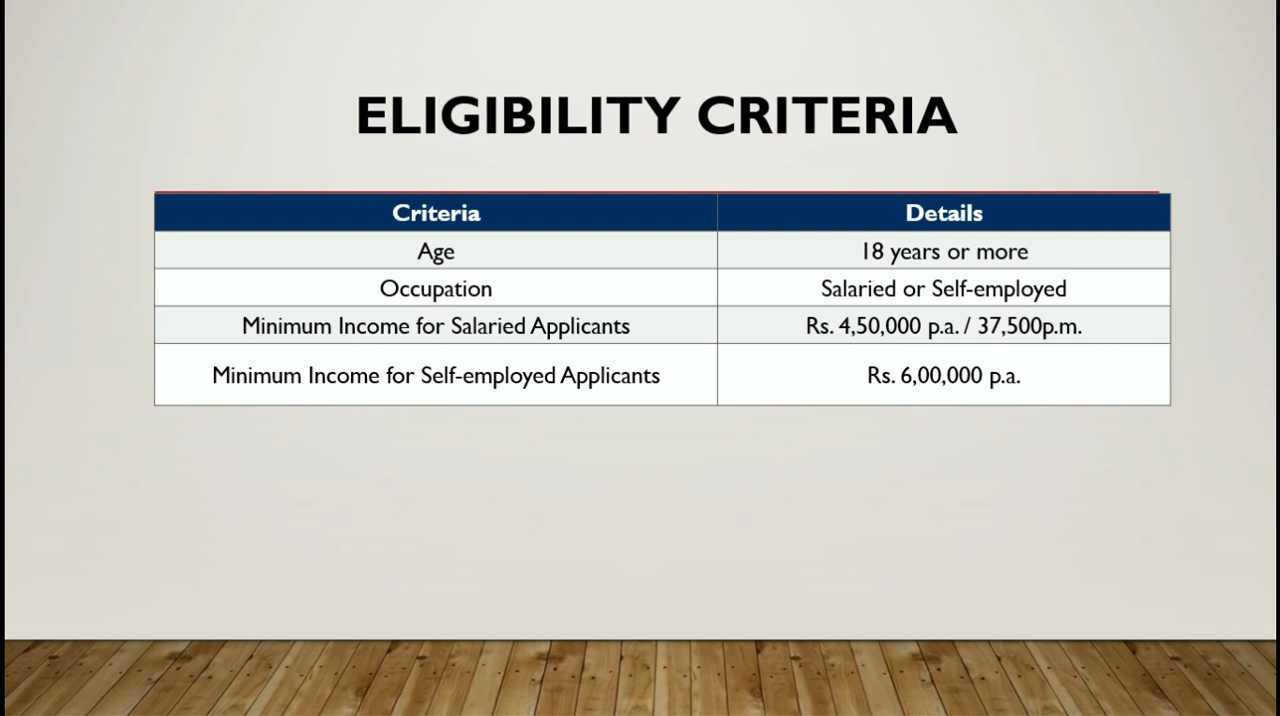 ELIGIBILITY CRITERIA
Criteria Details
Age 18 years or more
Occupation Salaried or Self-employed
Minimum Income for Salaried Applicants Rs. 4,50,000 p.a. / 37,500p.m.
Minimum Income for Self-employed Applicants Rs. 6,00,000 p.a.